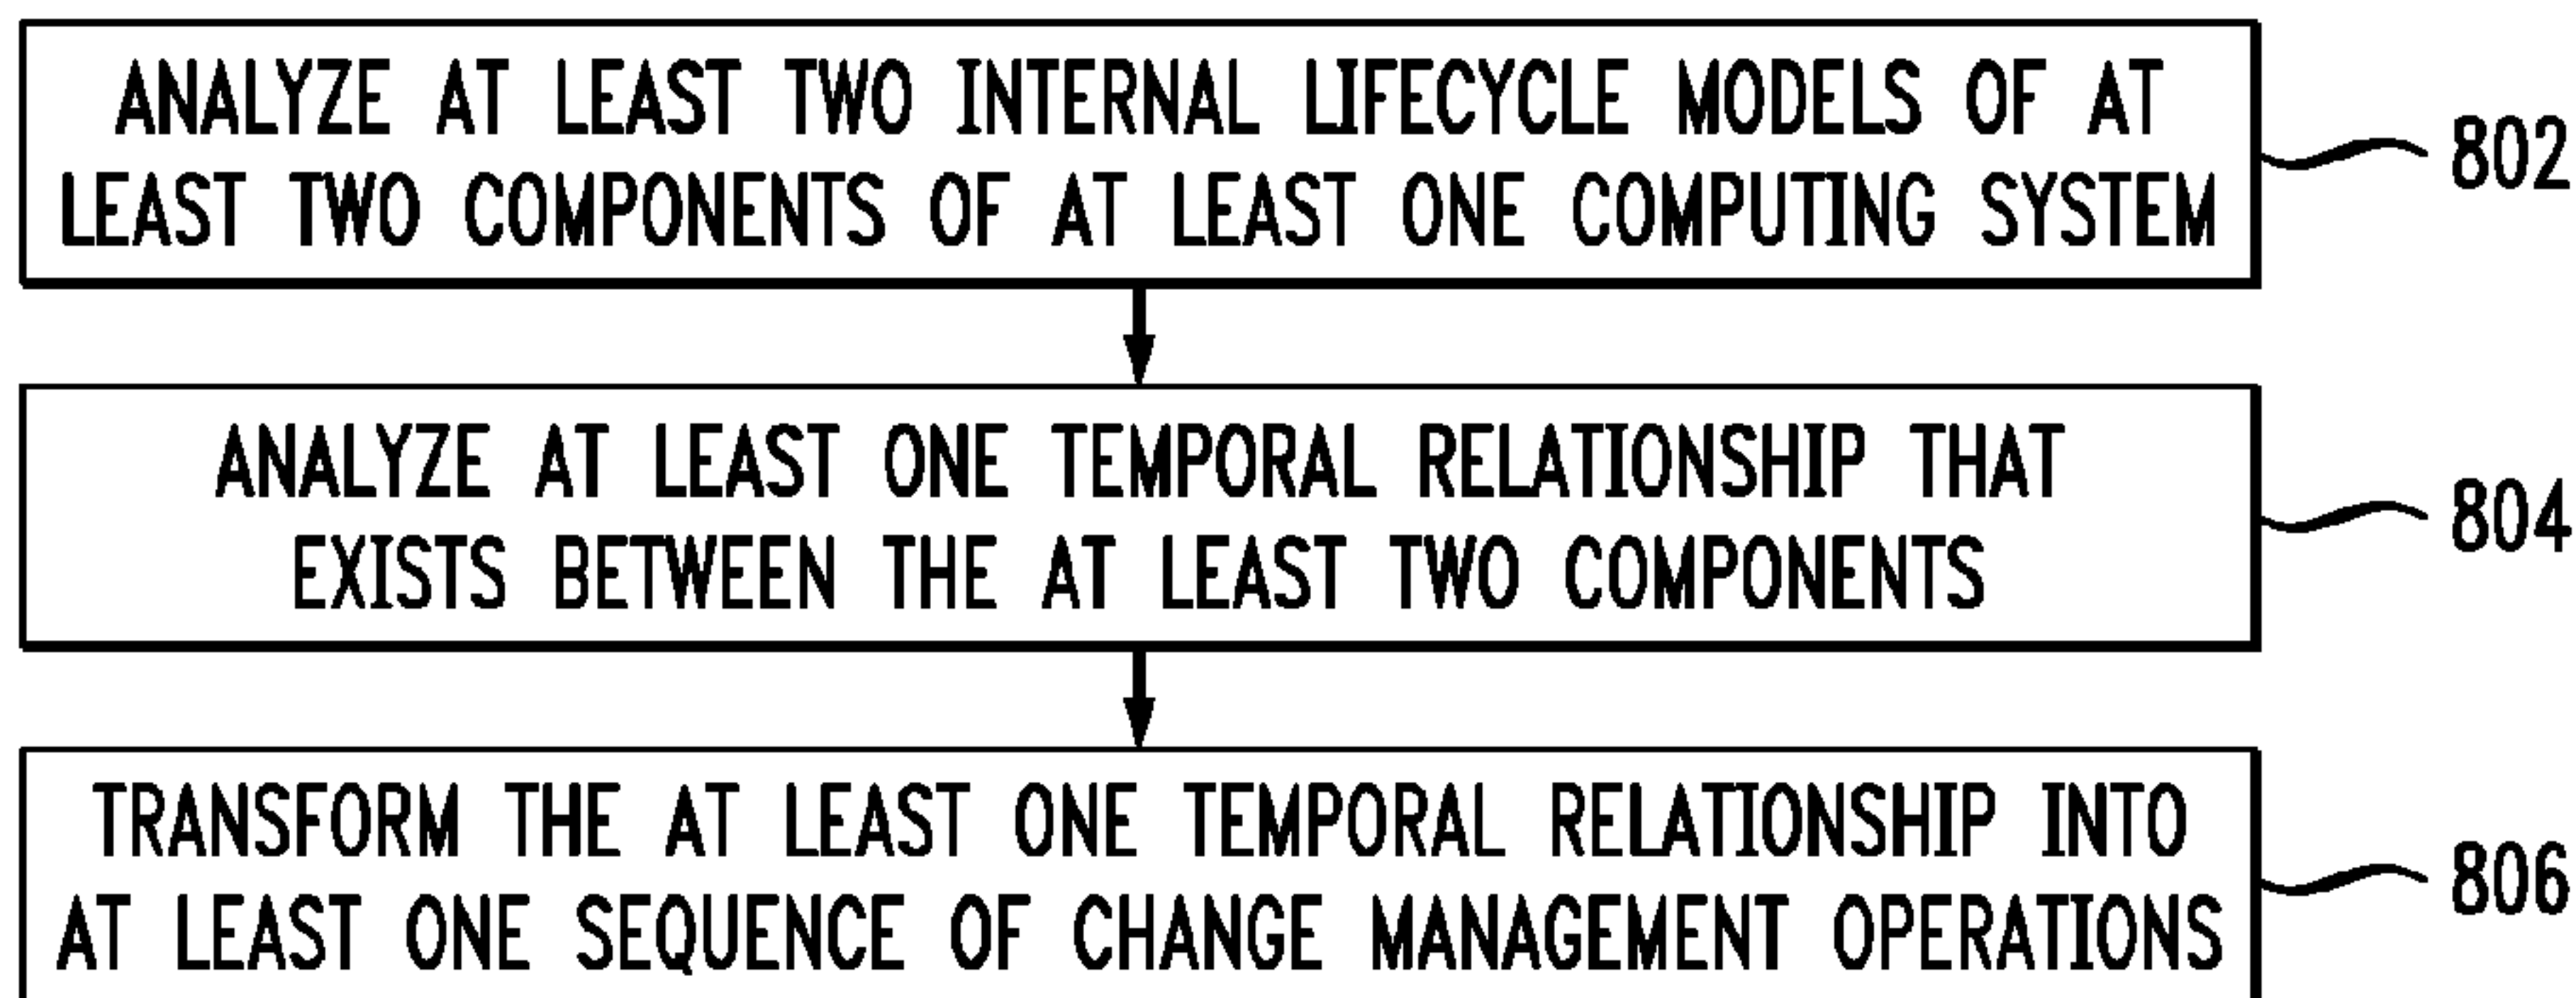 ANALYZE AT LEAST TWO INTERNAL LIFECYCLE MODELS OF AT
LEAST TWO COMPONENTS OF AT LEAST ONE COMPUTING SYSTEM
802
ANALYZE AT LEAST ONE TEMPORAL RELATIONSHIP THAT
EXISTS BETWEEN THE AT LEAST TWO COMPONENTS
804
TRANSFORM THE AT LEAST ONE TEMPORAL RELATIONSHIP INTO
AT LEAST ONE SEQUENCE OF CHANGE MANAGEMENT OPERATIONS
806